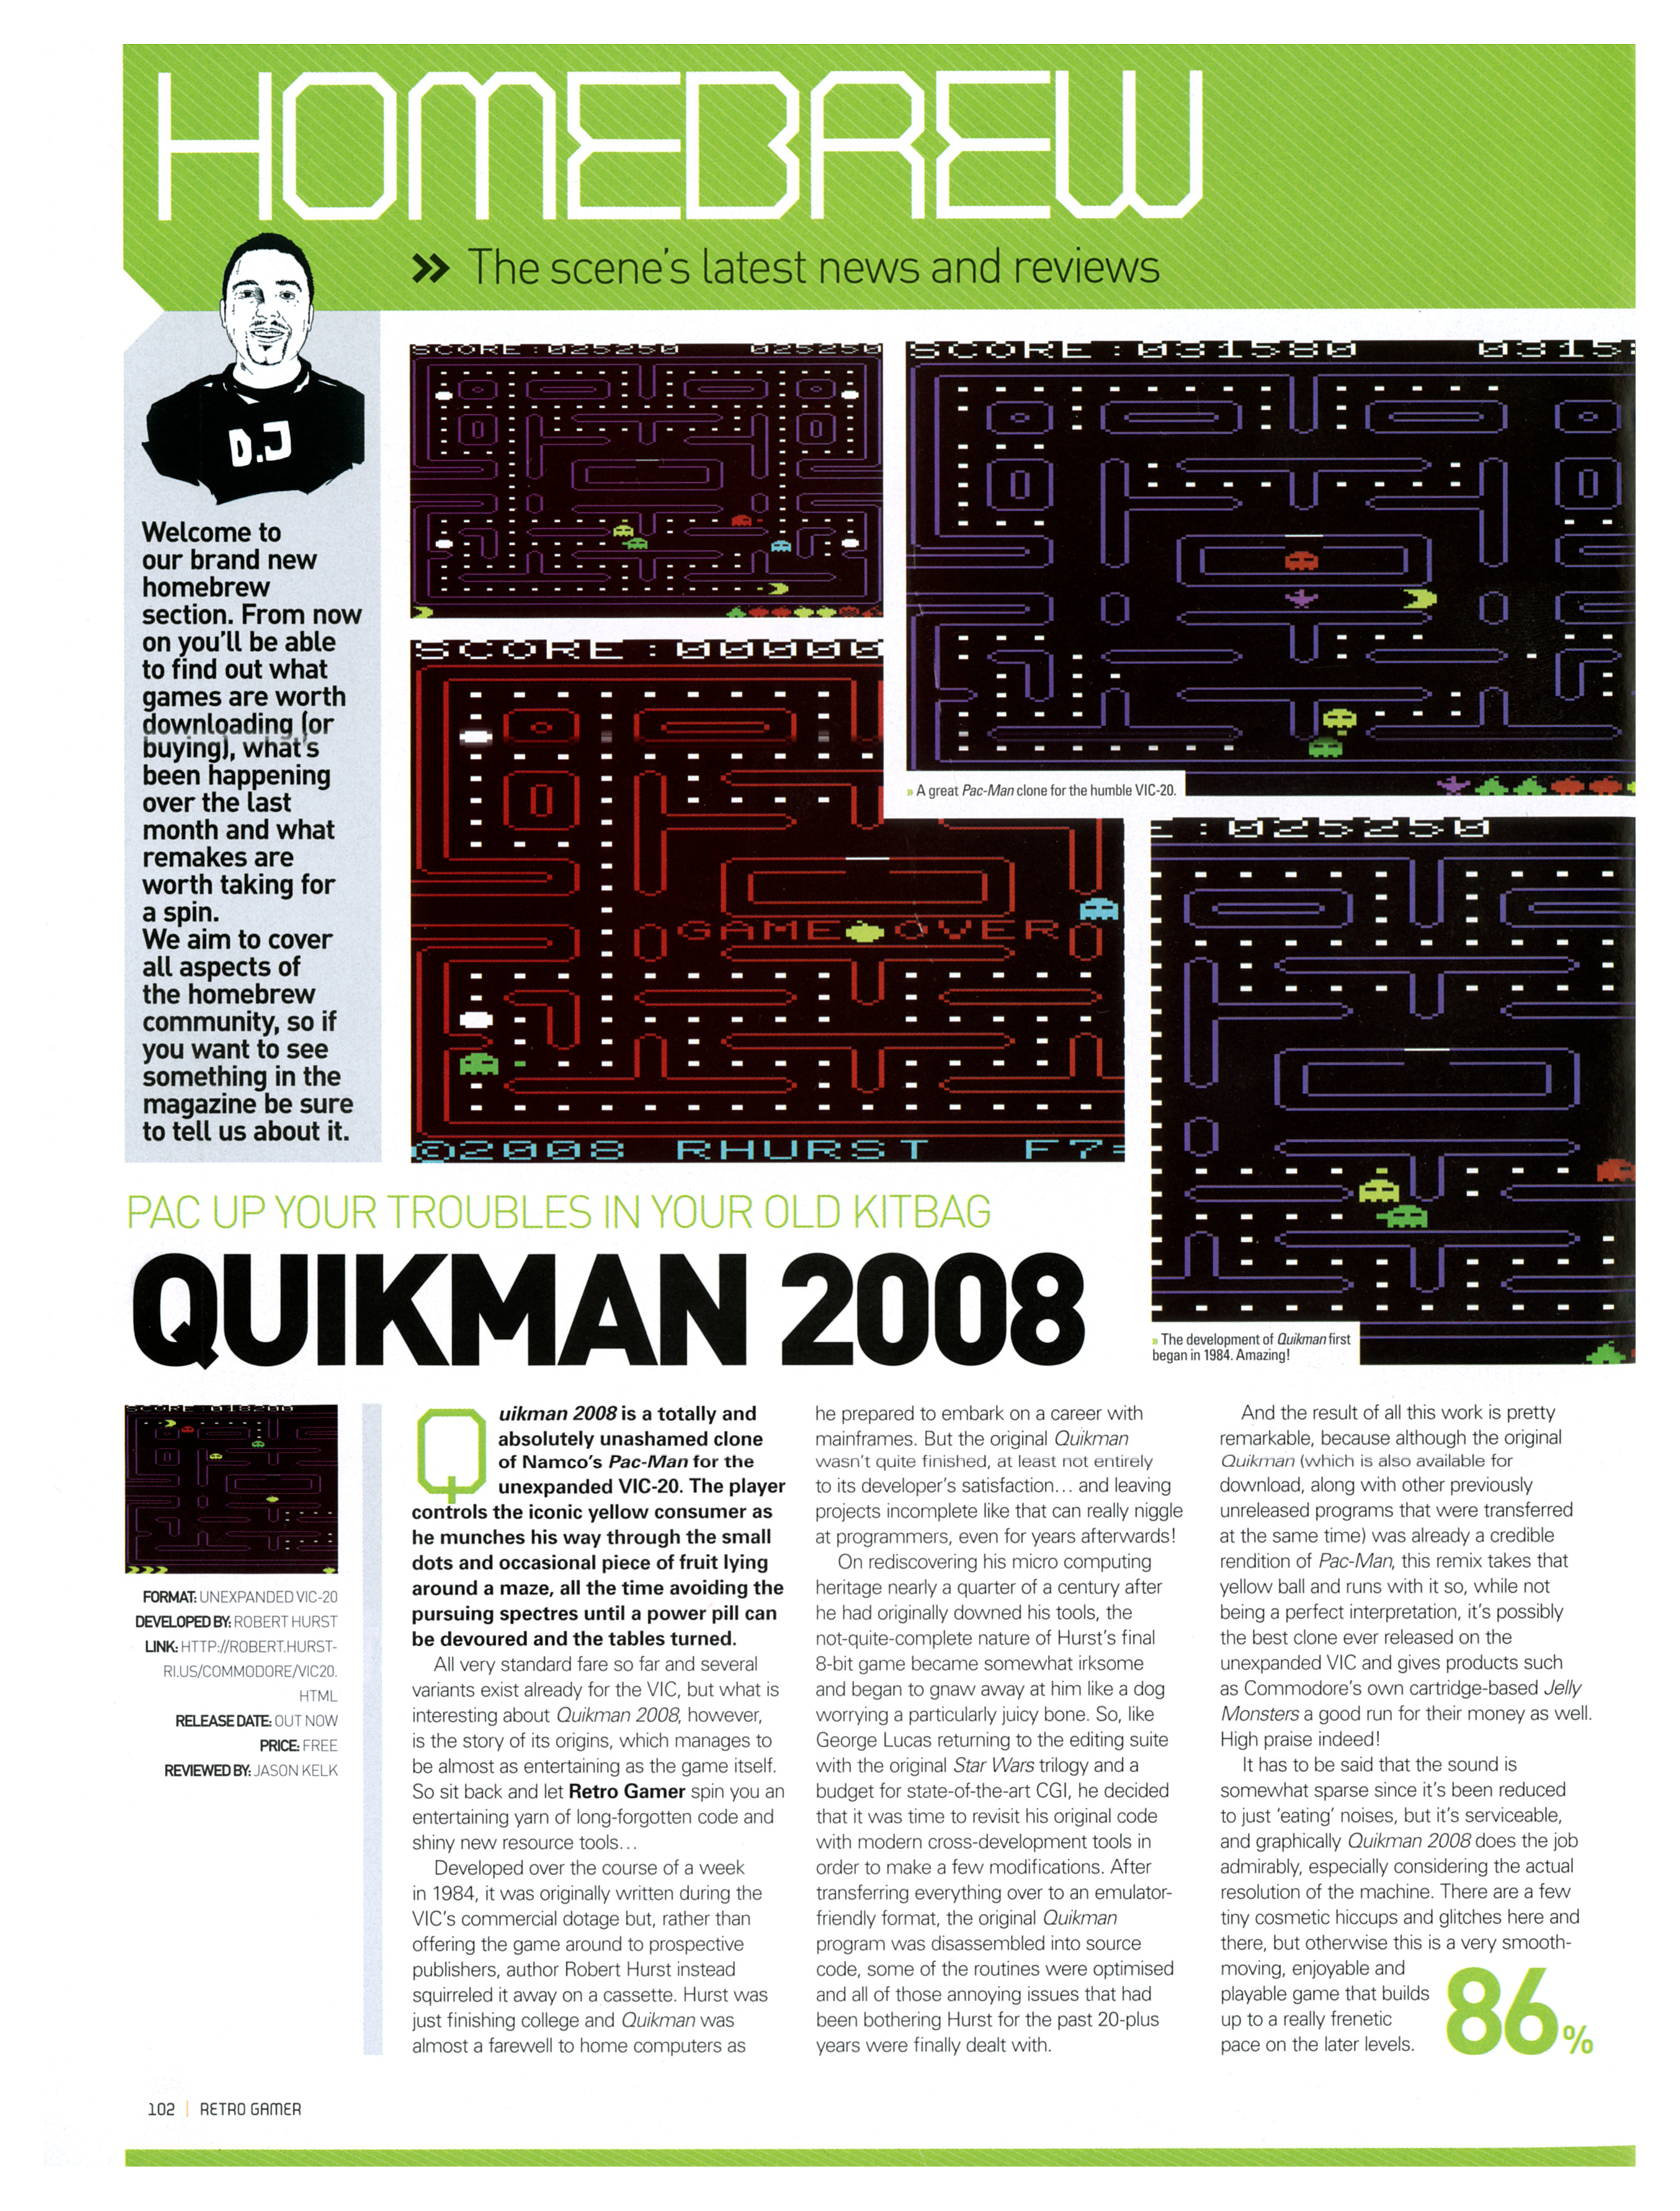 HOMEBREW
» The scene's latest news and reviews
D.J
Welcome to
our brand new
homebrew
section. From now
on you'll be able
to find out what
games are worth
downloading (or
buying), what's
been happening
over the last
month and what
remakes are
worth taking for
a spin.
We aim to cover
all aspects of
the homebrew
community, so if
you want to see
something in the
magazine be sure
to tell us about it.
SCORE:025250 025250
SCORE:031580 0315
» A great Pac-Man clone for the humble VIC-20.
SCORE:00000
GAME OVER
©2008 RHURST F7=
:025250
» The development of Quikman first
began in 1984. Amazing!
PAC UP YOUR TROUBLES IN YOUR OLD KITBAG
QUIKMAN 2008
FORMAT: UNEXPANDED VIC-20
DEVELOPED BY: ROBERT HURST
LINK: HTTP://ROBERT.HURST-
RI.US/COMMODORE/VIC20.
HTML
RELEASE DATE: OUT NOW
PRICE: FREE
REVIEWED BY: JASON KELK
Quikman 2008 is a totally and
absolutely unashamed clone
of Namco's Pac-Man for the
unexpanded VIC-20. The player
controls the iconic yellow consumer as
he munches his way through the small
dots and occasional piece of fruit lying
around a maze, all the time avoiding the
pursuing spectres until a power pill can
be devoured and the tables turned.
All very standard fare so far and several
variants exist already for the VIC, but what is
interesting about Quikman 2008, however,
is the story of its origins, which manages to
be almost as entertaining as the game itself.
So sit back and let Retro Gamer spin you an
entertaining yarn of long-forgotten code and
shiny new resource tools...
Developed over the course of a week
in 1984, it was originally written during the
VIC's commercial dotage but, rather than
offering the game around to prospective
publishers, author Robert Hurst instead
squirreled it away on a cassette. Hurst was
just finishing college and Quikman was
almost a farewell to home computers as
he prepared to embark on a career with
mainframes. But the original Quikman
wasn't quite finished, at least not entirely
to its developer's satisfaction... and leaving
projects incomplete like that can really niggle
at programmers, even for years afterwards!
On rediscovering his micro computing
heritage nearly a quarter of a century after
he had originally downed his tools, the
not-quite-complete nature of Hurst's final
8-bit game became somewhat irksome
and began to gnaw away at him like a dog
worrying a particularly juicy bone. So, like
George Lucas returning to the editing suite
with the original Star Wars trilogy and a
budget for state-of-the-art CGI, he decided
that it was time to revisit his original code
with modern cross-development tools in
order to make a few modifications. After
transferring everything over to an emulator-
friendly format, the original Quikman
program was disassembled into source
code, some of the routines were optimised
and all of those annoying issues that had
been bothering Hurst for the past 20-plus
years were finally dealt with.
And the result of all this work is pretty
remarkable, because although the original
Quikman (which is also available for
download, along with other previously
unreleased programs that were transferred
at the same time) was already a credible
rendition of Pac-Man, this remix takes that
yellow ball and runs with it so, while not
being a perfect interpretation, it's possibly
the best clone ever released on the
unexpanded VIC and gives products such
as Commodore's own cartridge-based Jelly
Monsters a good run for their money as well.
High praise indeed!
It has to be said that the sound is
somewhat sparse since it's been reduced
to just 'eating' noises, but it's serviceable,
and graphically Quikman 2008 does the job
admirably, especially considering the actual
resolution of the machine. There are a few
tiny cosmetic hiccups and glitches here and
there, but otherwise this is a very smooth-
moving, enjoyable and
playable game that builds
up to a really frenetic
pace on the later levels.
86%
102 | RETRO GAMER